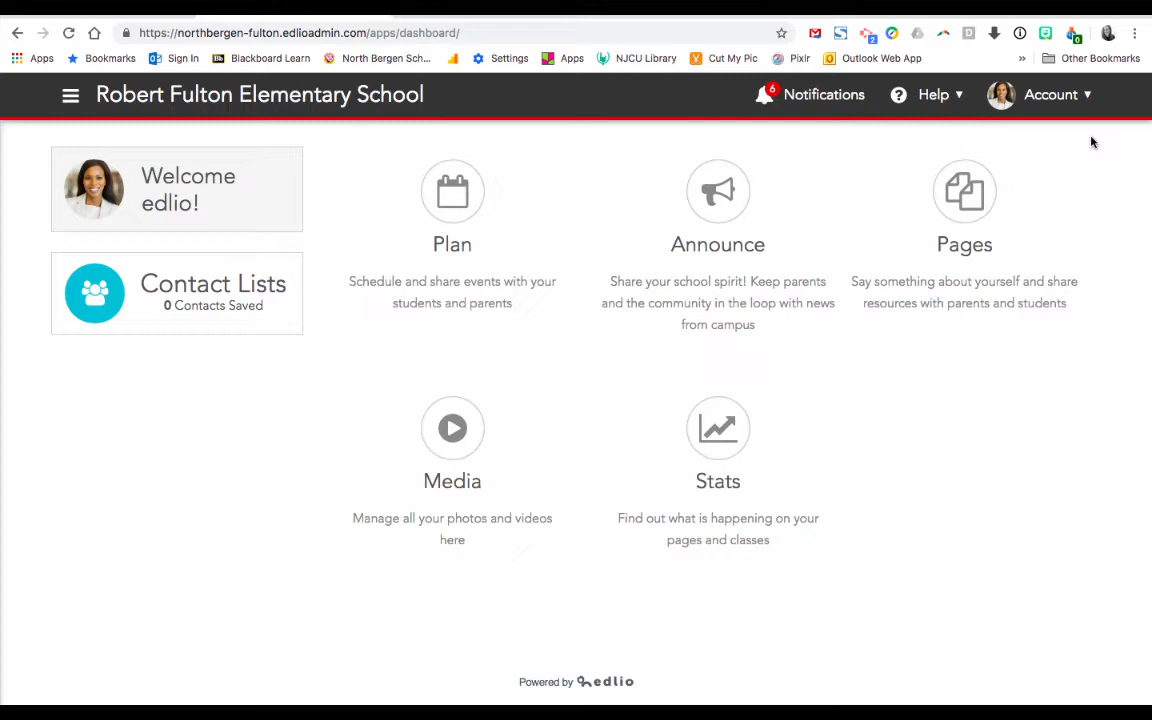 https://northbergen-fulton.edlioadmin.com/apps/dashboard/
2
D
0
Apps Bookmarks Sign In Bb Blackboard Learn North Bergen Sch... Settings Apps NJCU Library Cut My Pic Pixlr Outlook Web App » Other Bookmarks
Robert Fulton Elementary School
6 Notifications ? Help ▼ Account ▼
Welcome
edlio!
Contact Lists
0 Contacts Saved
Plan
Schedule and share events with your
students and parents
Announce
Share your school spirit! Keep parents
and the community in the loop with news
from campus
Pages
Say something about yourself and share
resources with parents and students
Media
Manage all your photos and videos
here
Stats
Find out what is happening on your
pages and classes
Powered by edlio